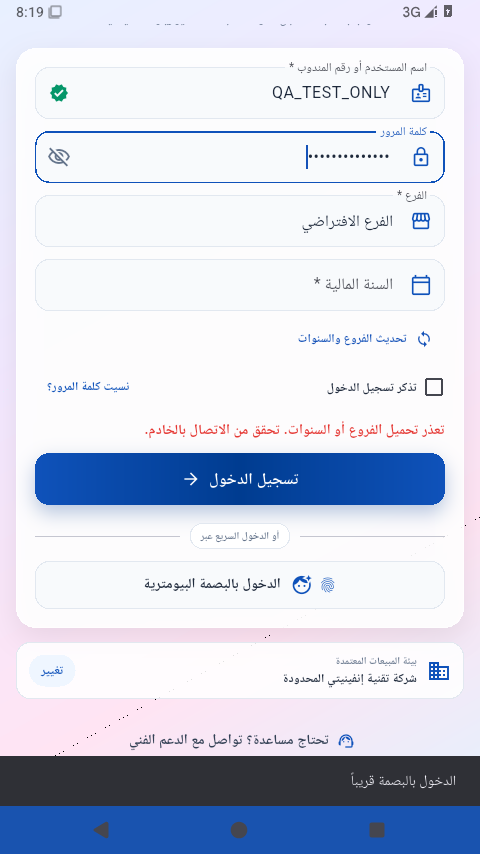 8:19
3G
اسم المستخدم أو رقم المندوب *
QA_TEST_ONLY
كلمة المرور
••••••••••••••
الفرع *
الفرع الافتراضي
السنة المالية *
تحديث الفروع والسنوات
تذكر تسجيل الدخول
نسيت كلمة المرور؟
تعذر تحميل الفروع أو السنوات. تحقق من الاتصال بالخادم.
تسجيل الدخول
أو الدخول السريع عبر
الدخول بالبصمة البيومترية
بيئة المبيعات المعتمدة
شركة تقنية إنفينيتي المحدودة
تغيير
تحتاج مساعدة؟ تواصل مع الدعم الفني
الدخول بالبصمة قريباً